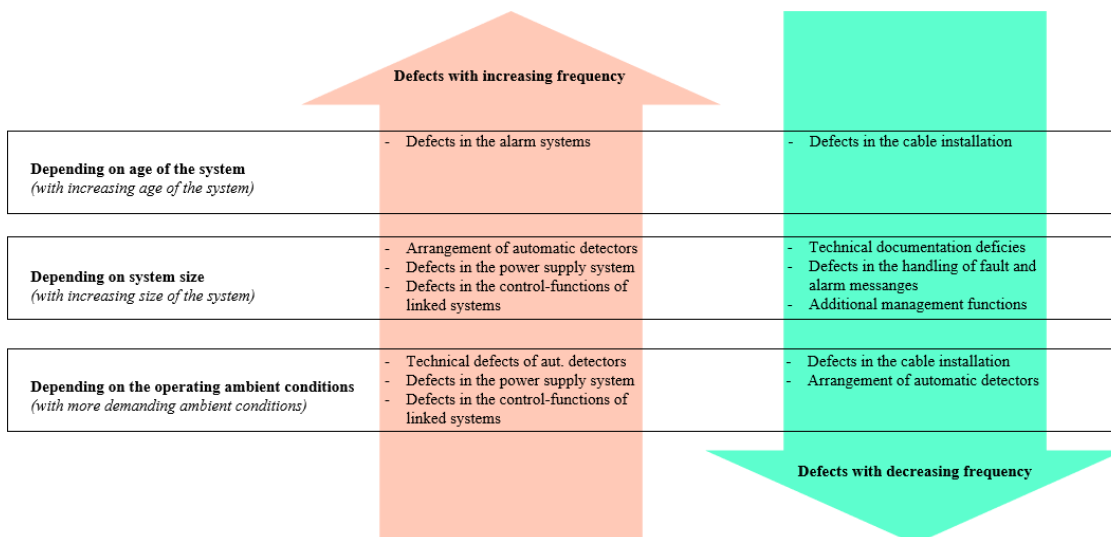 Defects with increasing frequency
Depending on age of the system
(with increasing age of the system)
- Defects in the alarm systems
- Defects in the cable installation
Depending on system size
(with increasing size of the system)
- Arrangement of automatic detectors
- Defects in the power supply system
- Defects in the control-functions of
linked systems
- Technical documentation deficies
- Defects in the handling of fault and
alarm messanges
- Additional management functions
Depending on the operating ambient conditions
(with more demanding ambient conditions)
- Technical defects of aut. detectors
- Defects in the power supply system
- Defects in the control-functions of
linked systems
- Defects in the cable installation
- Arrangement of automatic detectors
Defects with decreasing frequency